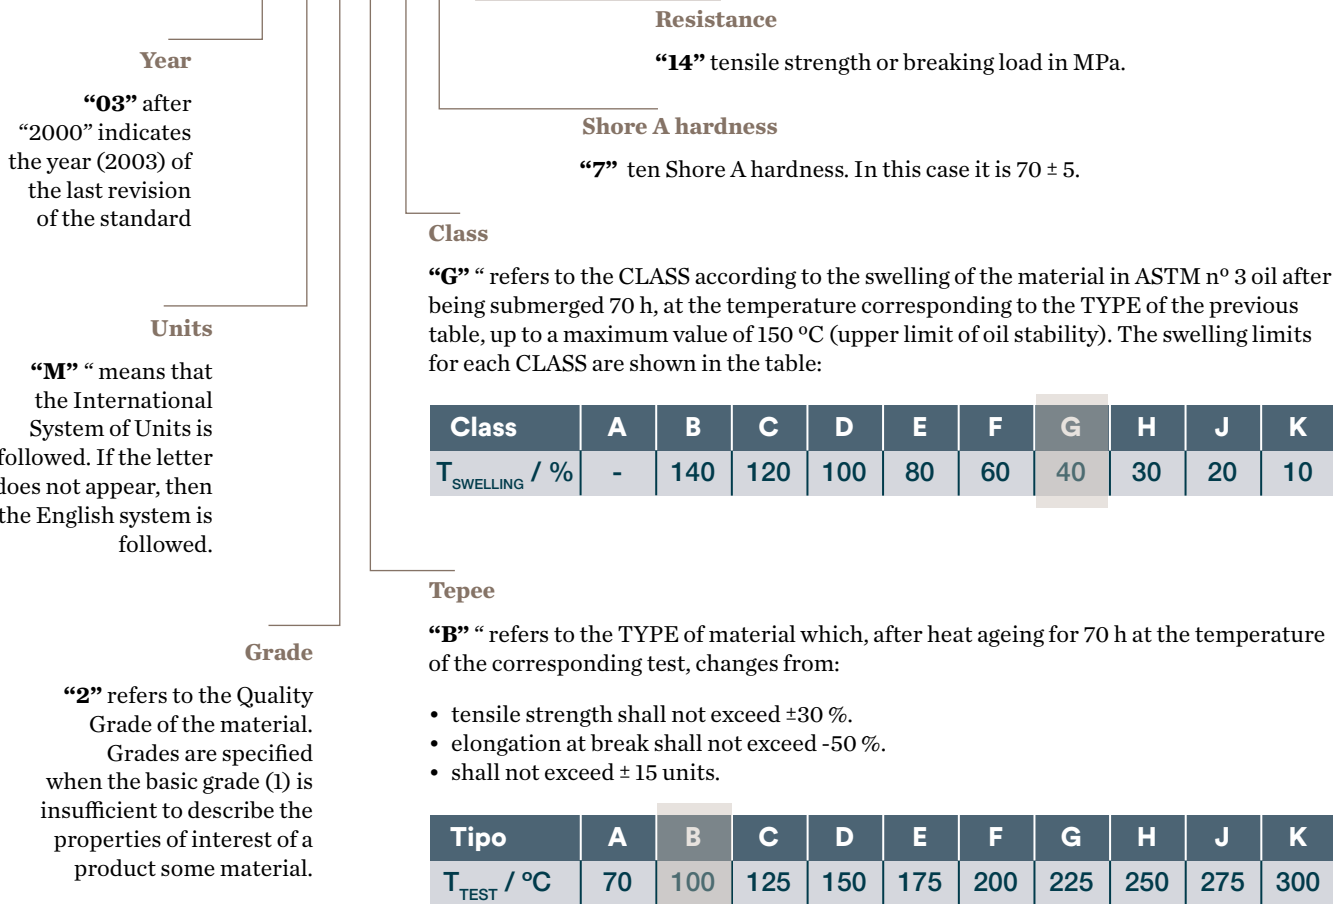 Resistance
“14” tensile strength or breaking load in MPa.
Shore A hardness
“7” ten Shore A hardness. In this case it is 70 ± 5.
Year
“03” after
“2000” indicates
the year (2003) of
the last revision
of the standard
Class
“G” “ refers to the CLASS according to the swelling of the material in ASTM nº 3 oil after
being submerged 70 h, at the temperature corresponding to the TYPE of the previous
table, up to a maximum value of 150 ºC (upper limit of oil stability). The swelling limits
for each CLASS are shown in the table:
Class A B C D E F G H J K
T SWELLING / % - 140 120 100 80 60 40 30 20 10
Units
“M” “ means that
the International
System of Units is
followed. If the letter
does not appear, then
the English system is
followed.
Tepee
“B” “ refers to the TYPE of material which, after heat ageing for 70 h at the temperature
of the corresponding test, changes from:
• tensile strength shall not exceed ±30 %.
• elongation at break shall not exceed -50 %.
• shall not exceed ± 15 units.
Tipo A B C D E F G H J K
T TEST / ºC 70 100 125 150 175 200 225 250 275 300
Grade
“2” refers to the Quality
Grade of the material.
Grades are specified
when the basic grade (1) is
insufficient to describe the
properties of interest of a
product some material.